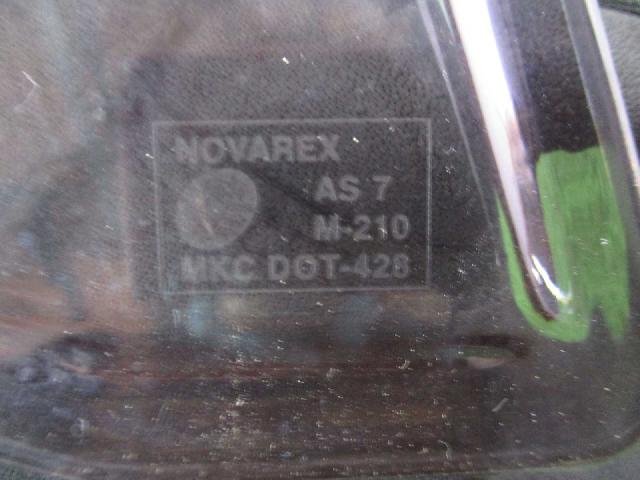 NOVAREX
AS 7
M-210
MKC DOT-428